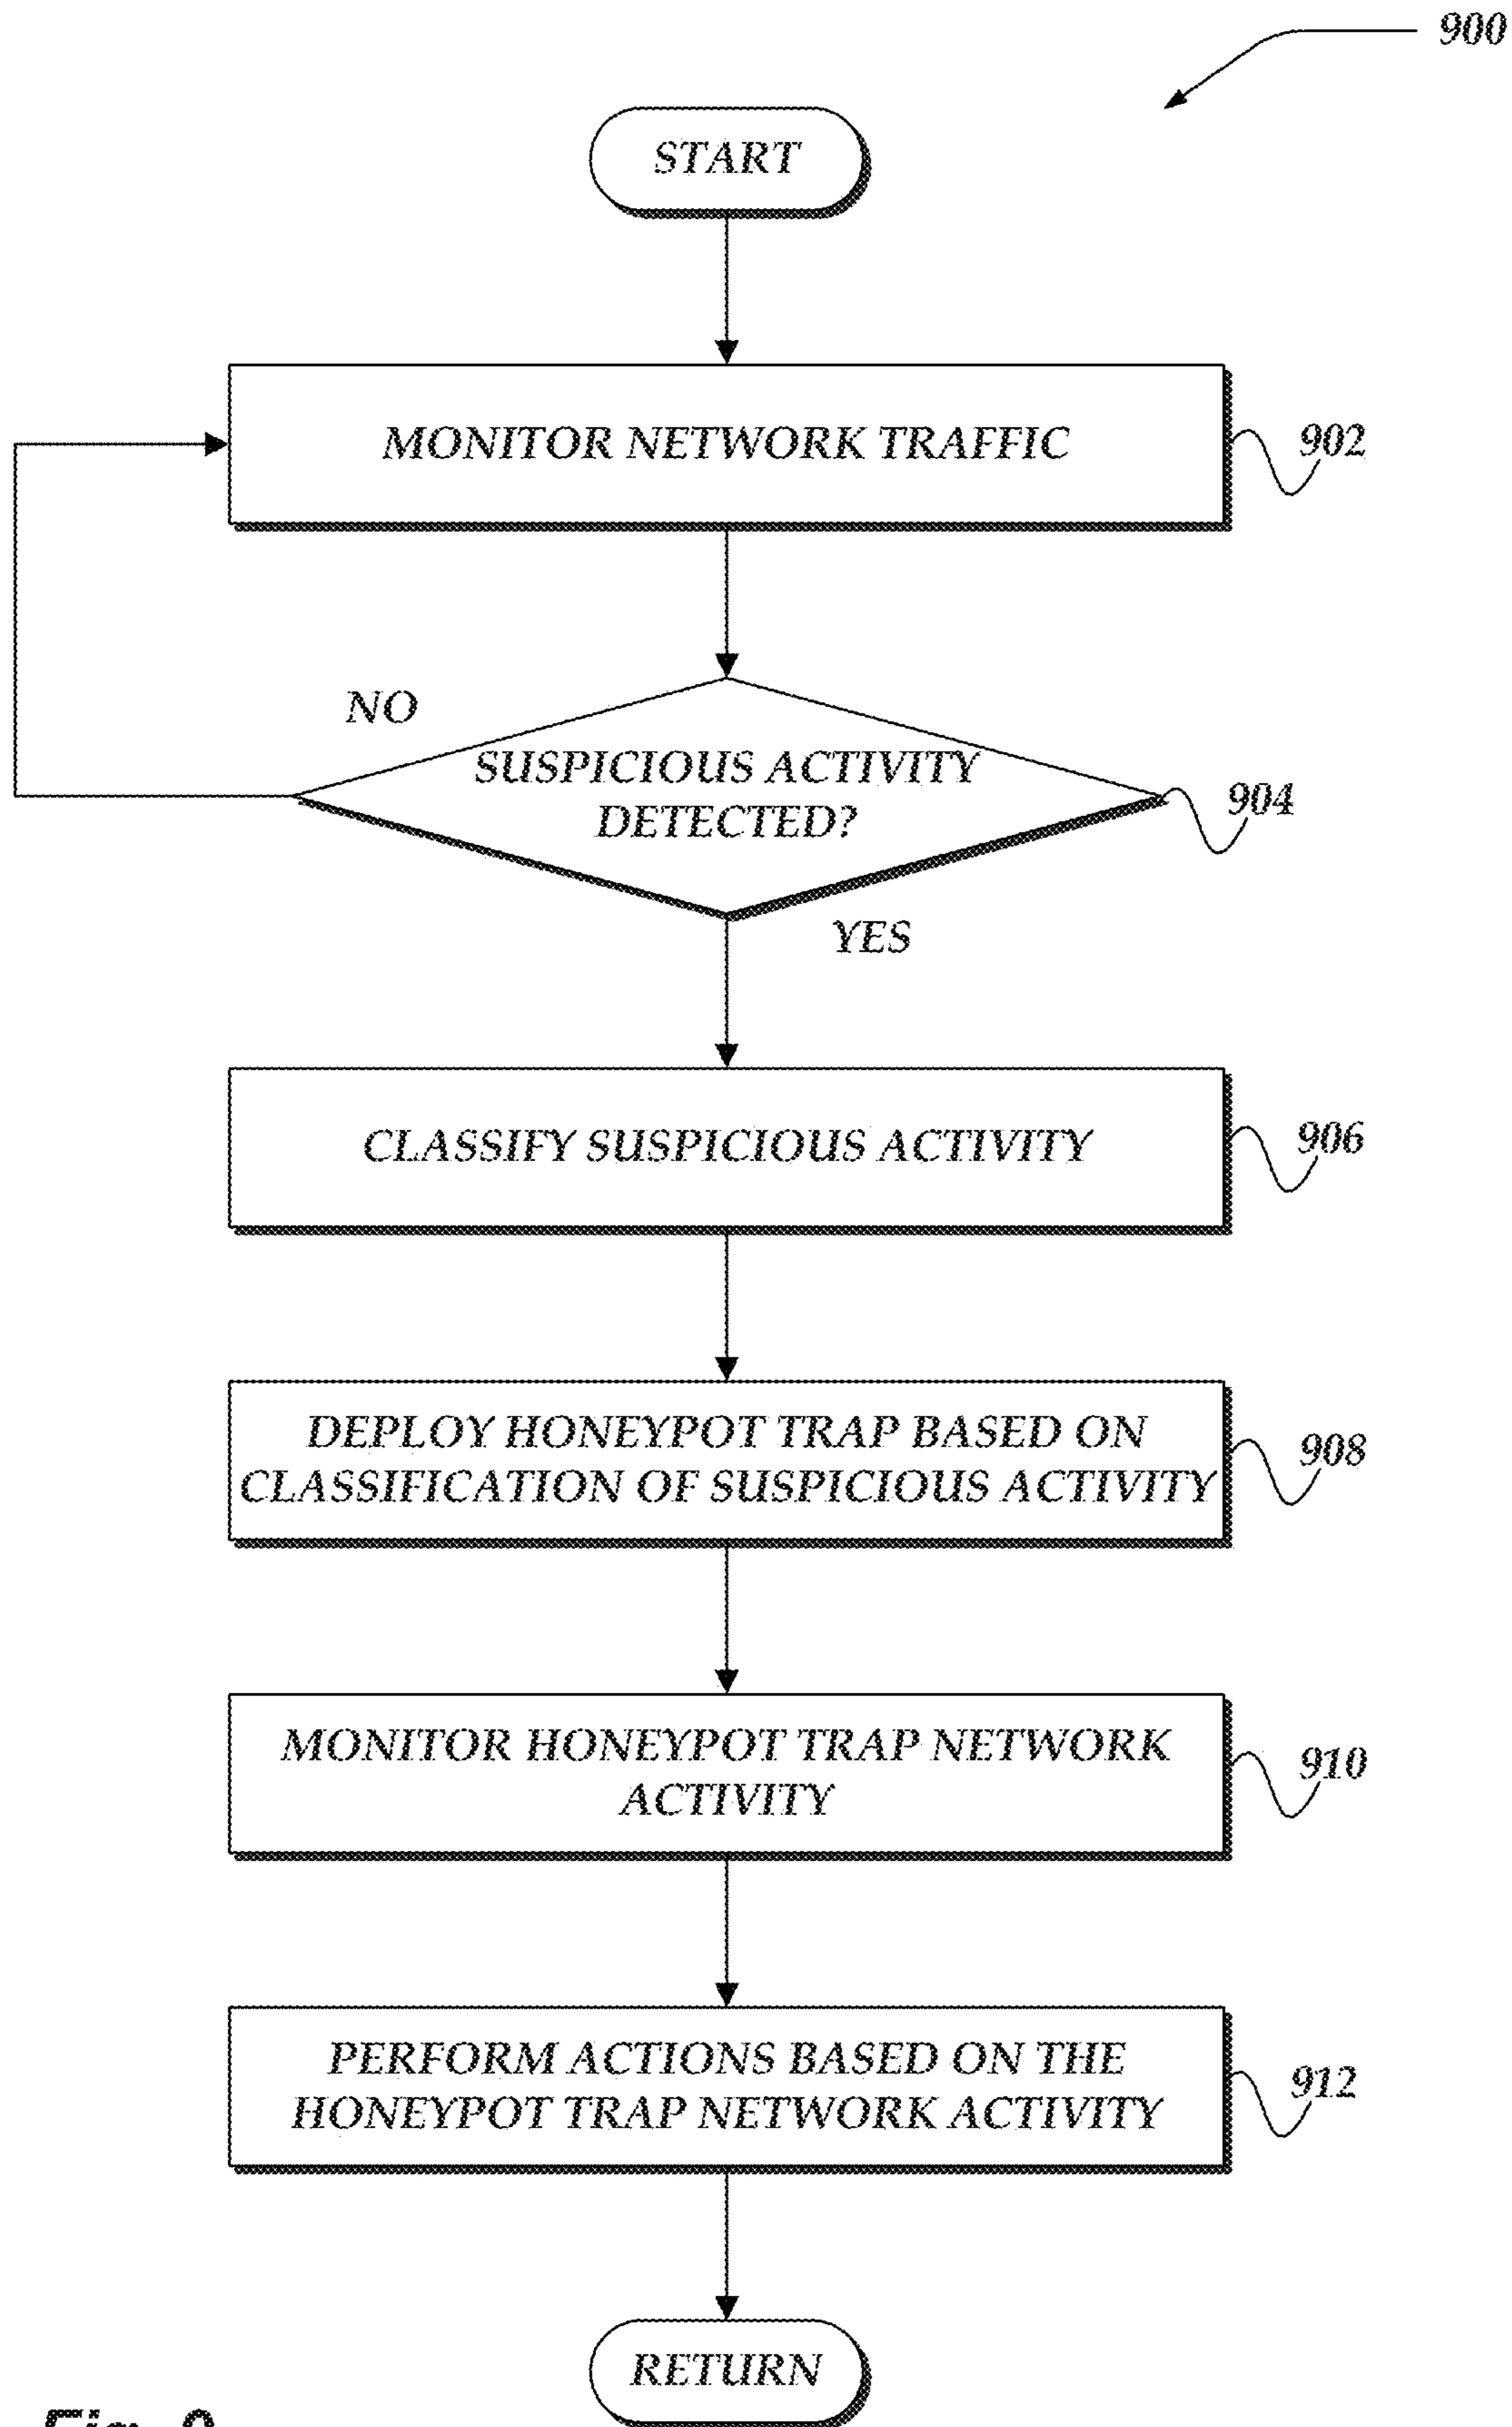 900
START
MONITOR NETWORK TRAFFIC
902
NO
SUSPICIOUS ACTIVITY
DETECTED?
904
YES
CLASSIFY SUSPICIOUS ACTIVITY
906
DEPLOY HONEYPOT TRAP BASED ON
CLASSIFICATION OF SUSPICIOUS ACTIVITY
908
MONITOR HONEYPOT TRAP NETWORK
ACTIVITY
910
PERFORM ACTIONS BASED ON THE
HONEYPOT TRAP NETWORK ACTIVITY
912
RETURN
Fig. 9